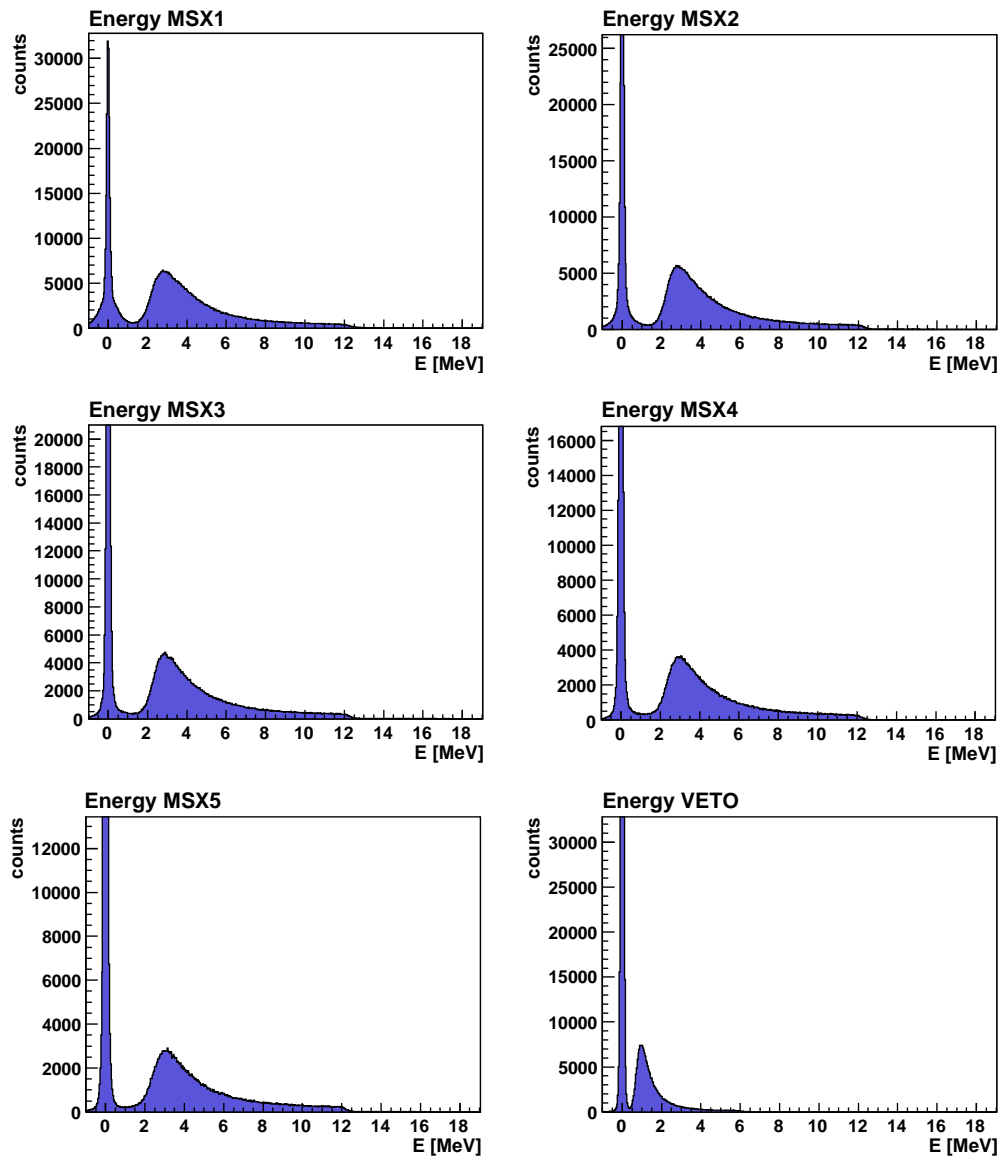 Energy MSX1
counts
30000
25000
20000
15000
10000
5000
0
0 2 4 6 8 10 12 14 16 18
E [MeV]
Energy MSX2
counts
25000
20000
15000
10000
5000
0
0 2 4 6 8 10 12 14 16 18
E [MeV]
Energy MSX3
counts
20000
18000
16000
14000
12000
10000
8000
6000
4000
2000
0
0 2 4 6 8 10 12 14 16 18
E [MeV]
Energy MSX4
counts
16000
14000
12000
10000
8000
6000
4000
2000
0
0 2 4 6 8 10 12 14 16 18
E [MeV]
Energy MSX5
counts
12000
10000
8000
6000
4000
2000
0
0 2 4 6 8 10 12 14 16 18
E [MeV]
Energy VETO
counts
30000
25000
20000
15000
10000
5000
0
0 2 4 6 8 10 12 14 16 18
E [MeV]